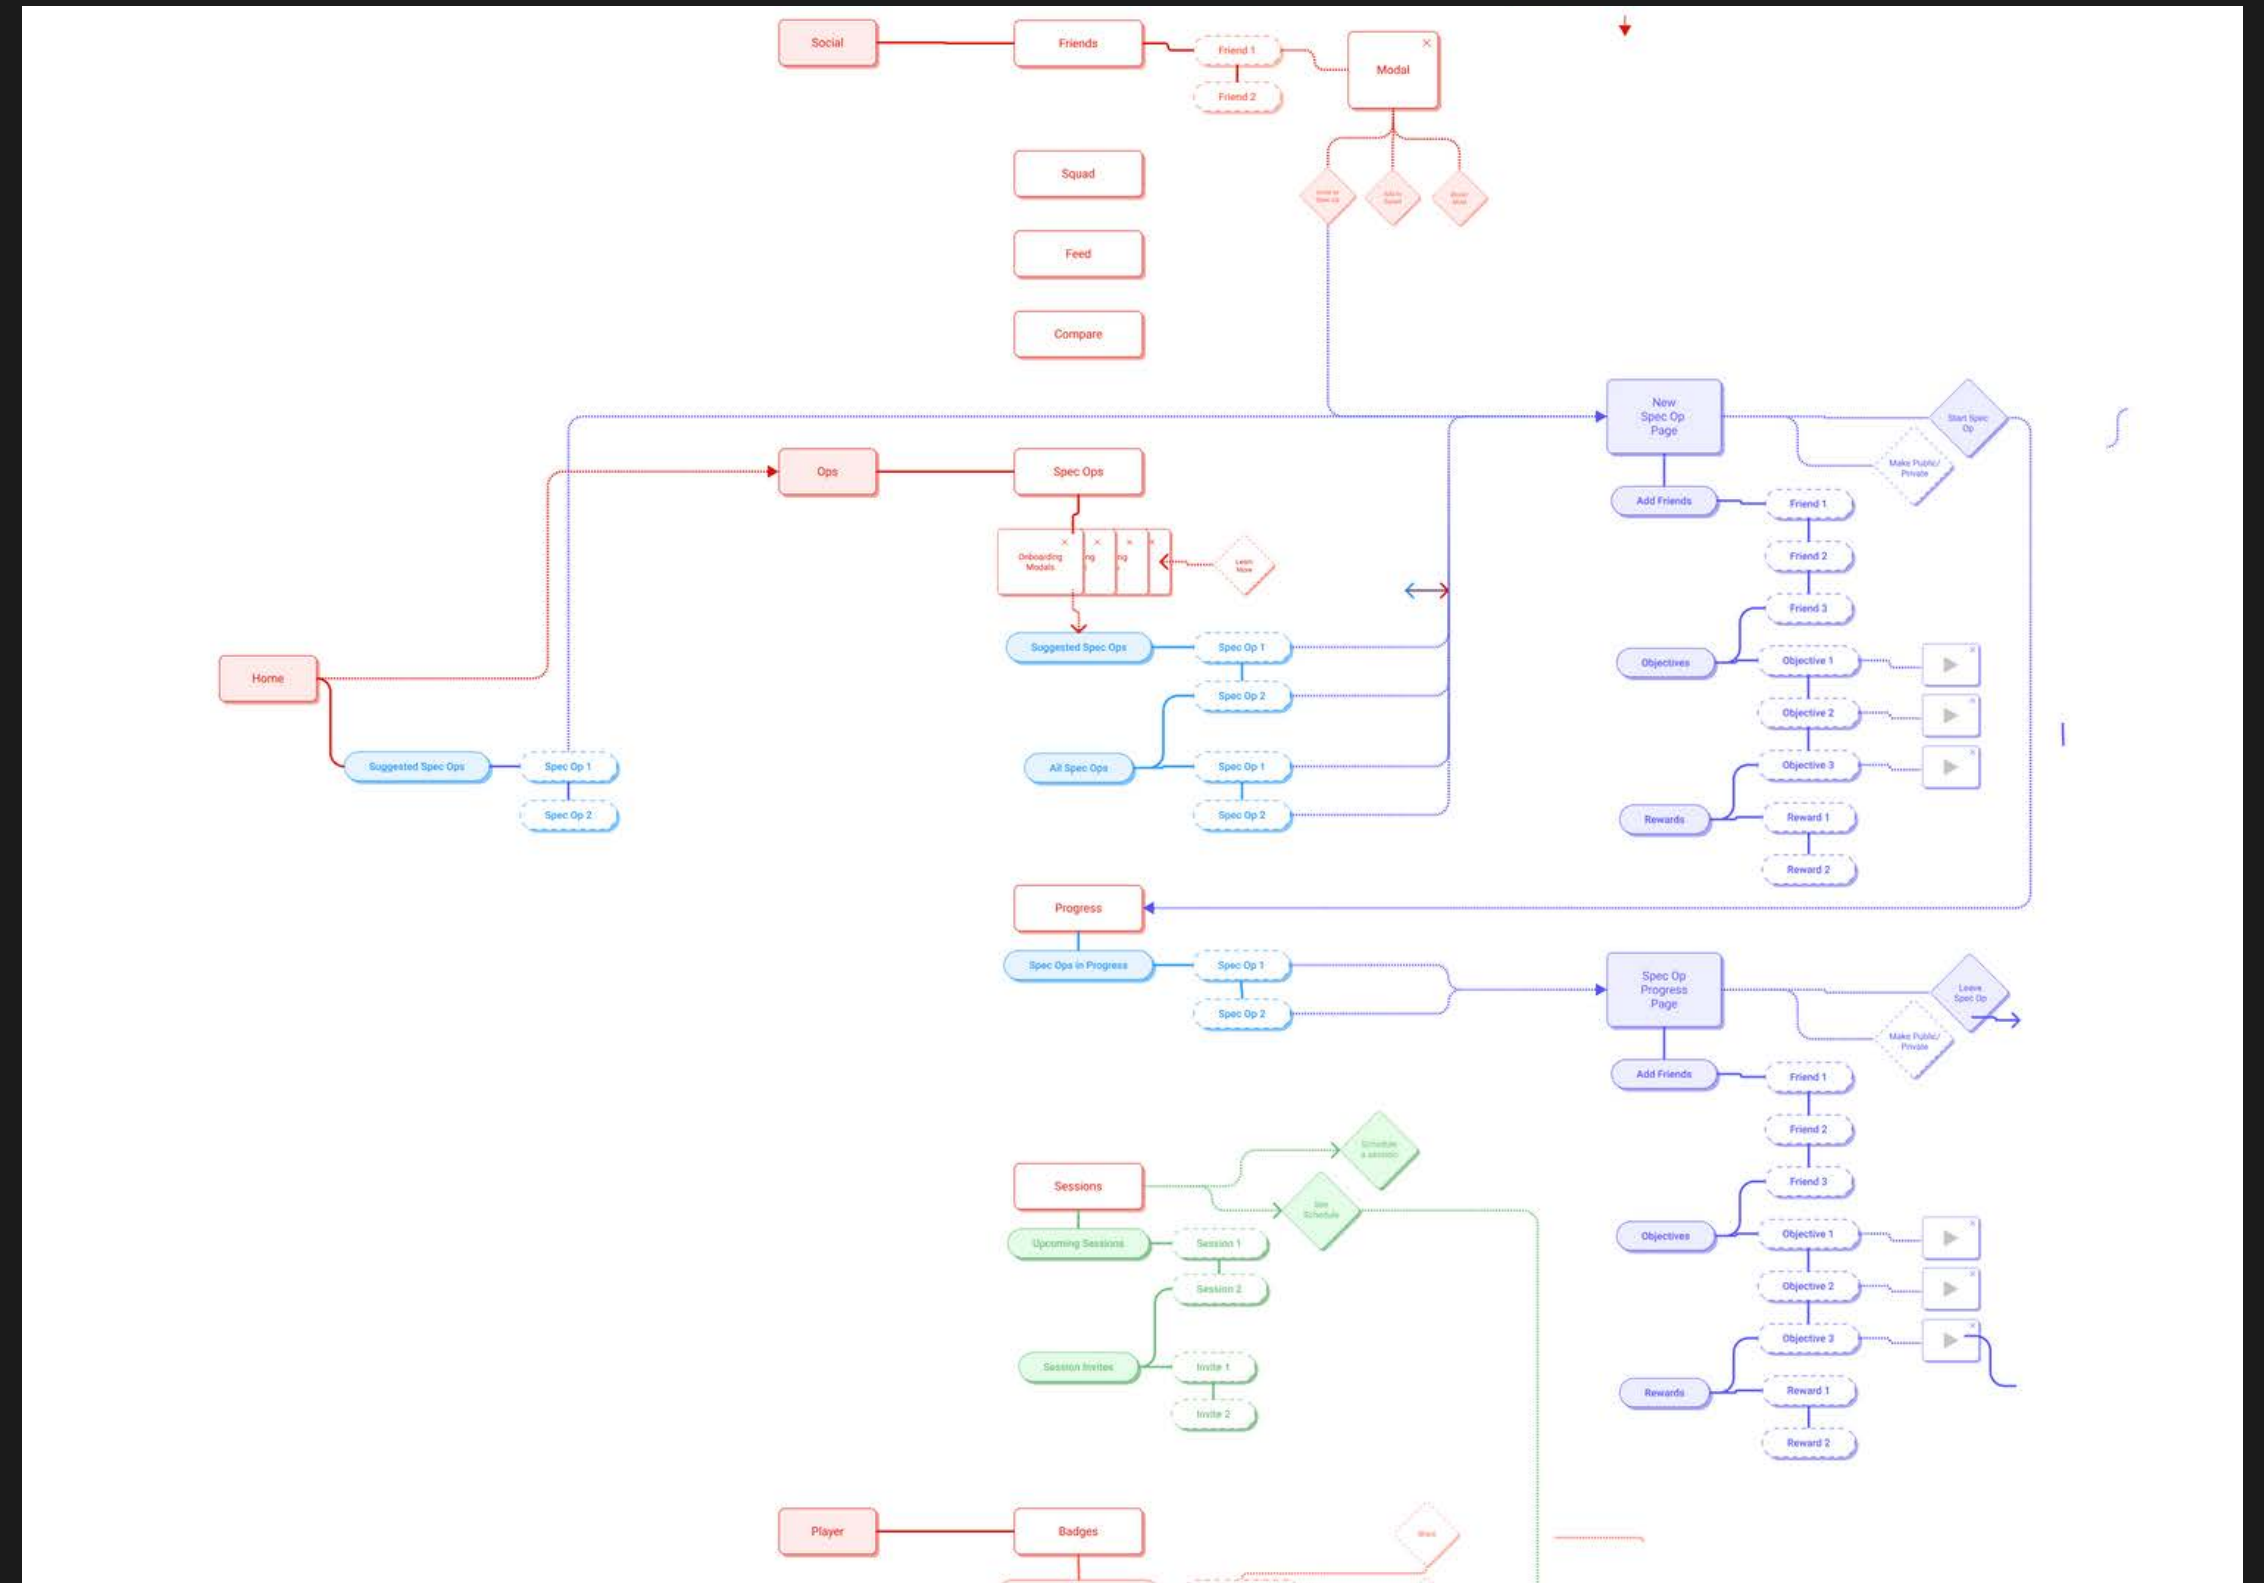 Social
Friends
Friend 1
Modal
Friend 2
Squad
Feed
Compare
New
Spec Op
Page
Start Spec
Op
Make Public/
Private
Ops
Spec Ops
Add Friends
Friend 1
Onboarding
Modals
ng
ng
Learn
More
Friend 2
Friend 3
Suggested Spec Ops
Spec Op 1
Objectives
Objective 1
Home
Spec Op 2
Objective 2
Suggested Spec Ops
Spec Op 1
All Spec Ops
Spec Op 1
Objective 3
Spec Op 2
Spec Op 2
Rewards
Reward 1
Reward 2
Progress
Spec Ops in Progress
Spec Op 1
Spec Op
Progress
Page
Leave
Spec Op
Spec Op 2
Make Public/
Private
Add Friends
Friend 1
Friend 2
Schedule
a session
Sessions
Friend 3
See
Schedule
Upcoming Sessions
Session 1
Objectives
Objective 1
Session 2
Objective 2
Objective 3
Session Invites
Invite 1
Rewards
Reward 1
Invite 2
Reward 2
Player
Badges